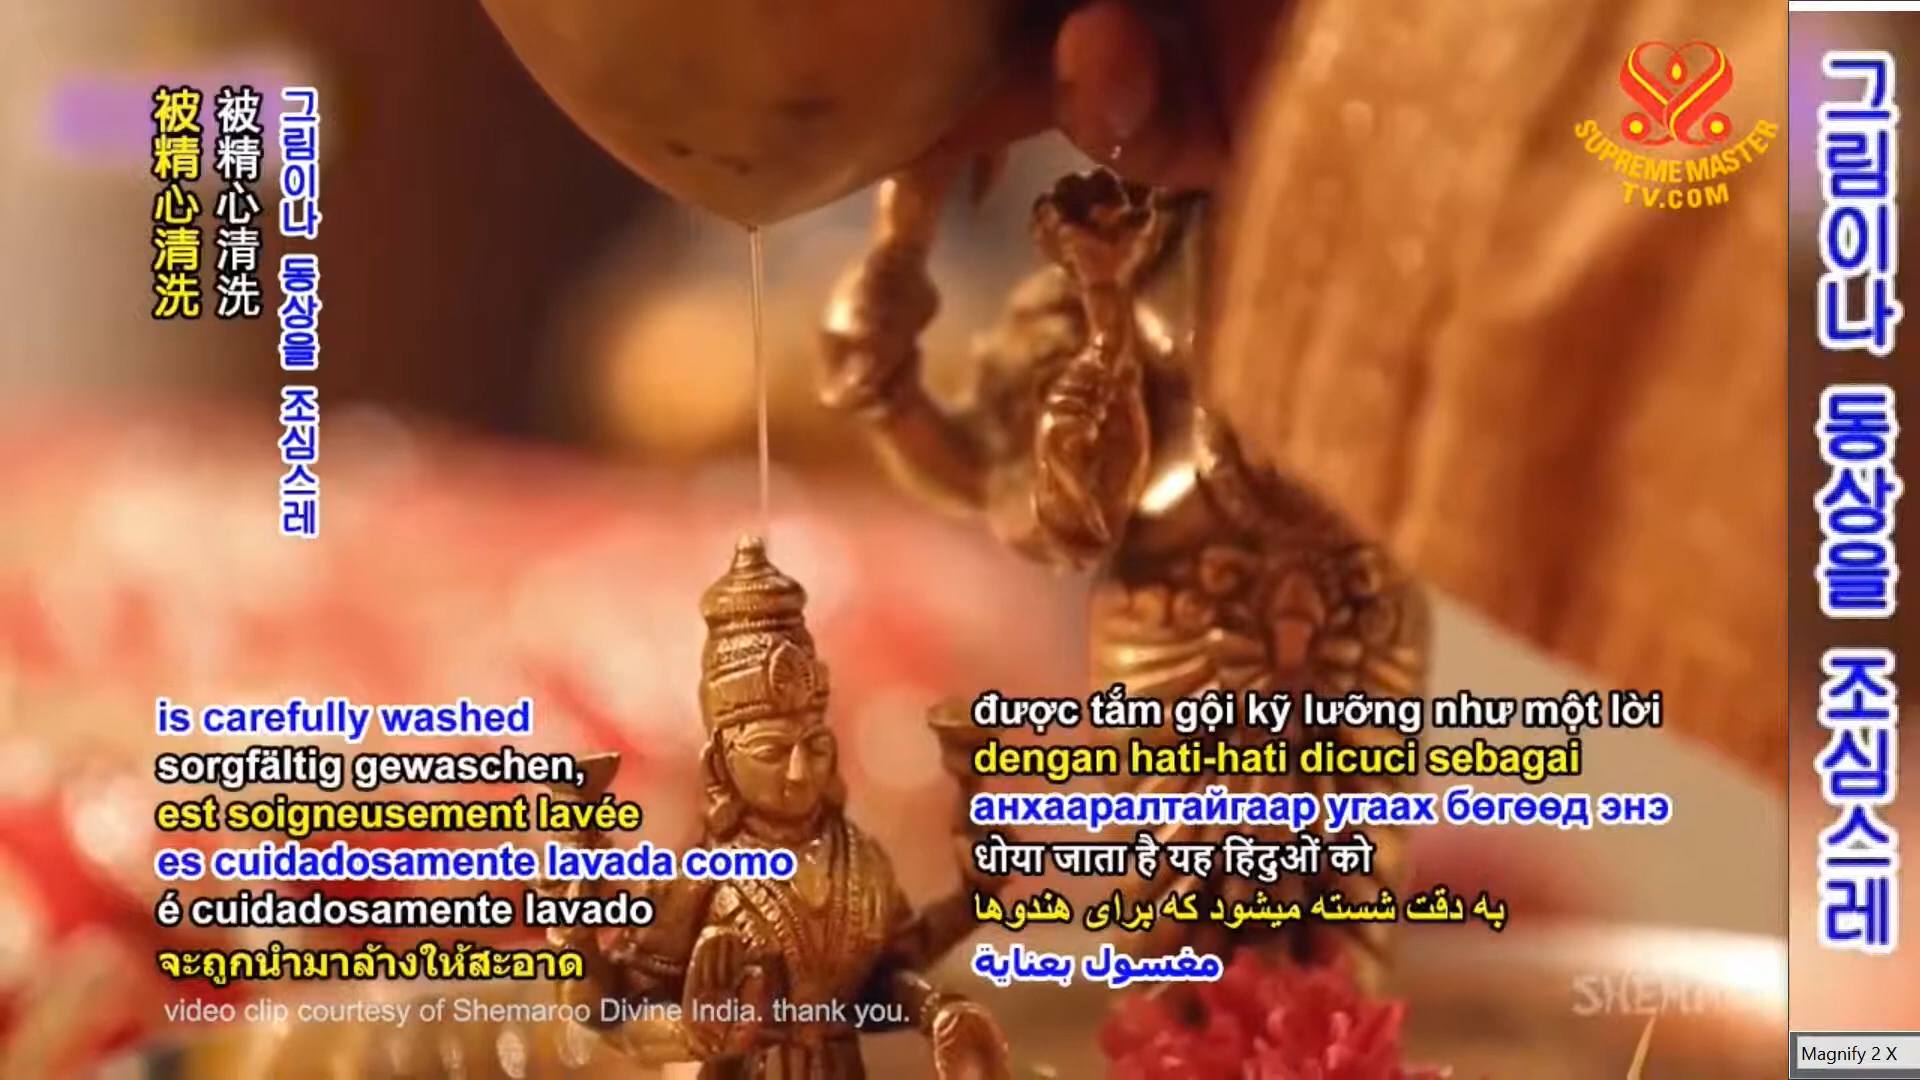 被精心清洗
被精心清洗
그림이나 동상을 조심스레
SUPREME MASTER
TV.COM
is carefully washed
sorgfältig gewaschen,
est soigneusement lavée
es cuidadosamente lavada como
é cuidadosamente lavado
จะถูกนำมาล้างให้สะอาด
video clip courtesy of Shemaroo Divine India. thank you.
được tắm gội kỹ lưỡng như một lời
dengan hati-hati dicuci sebagai
анхааралтайгаар угаах бөгөөд энэ
धोया जाता है यह हिंदुओं को
به دقت شسته میشود که برای هندوها
مغسول بعناية
그림이나 동상을 조심스레
Magnify 2 X